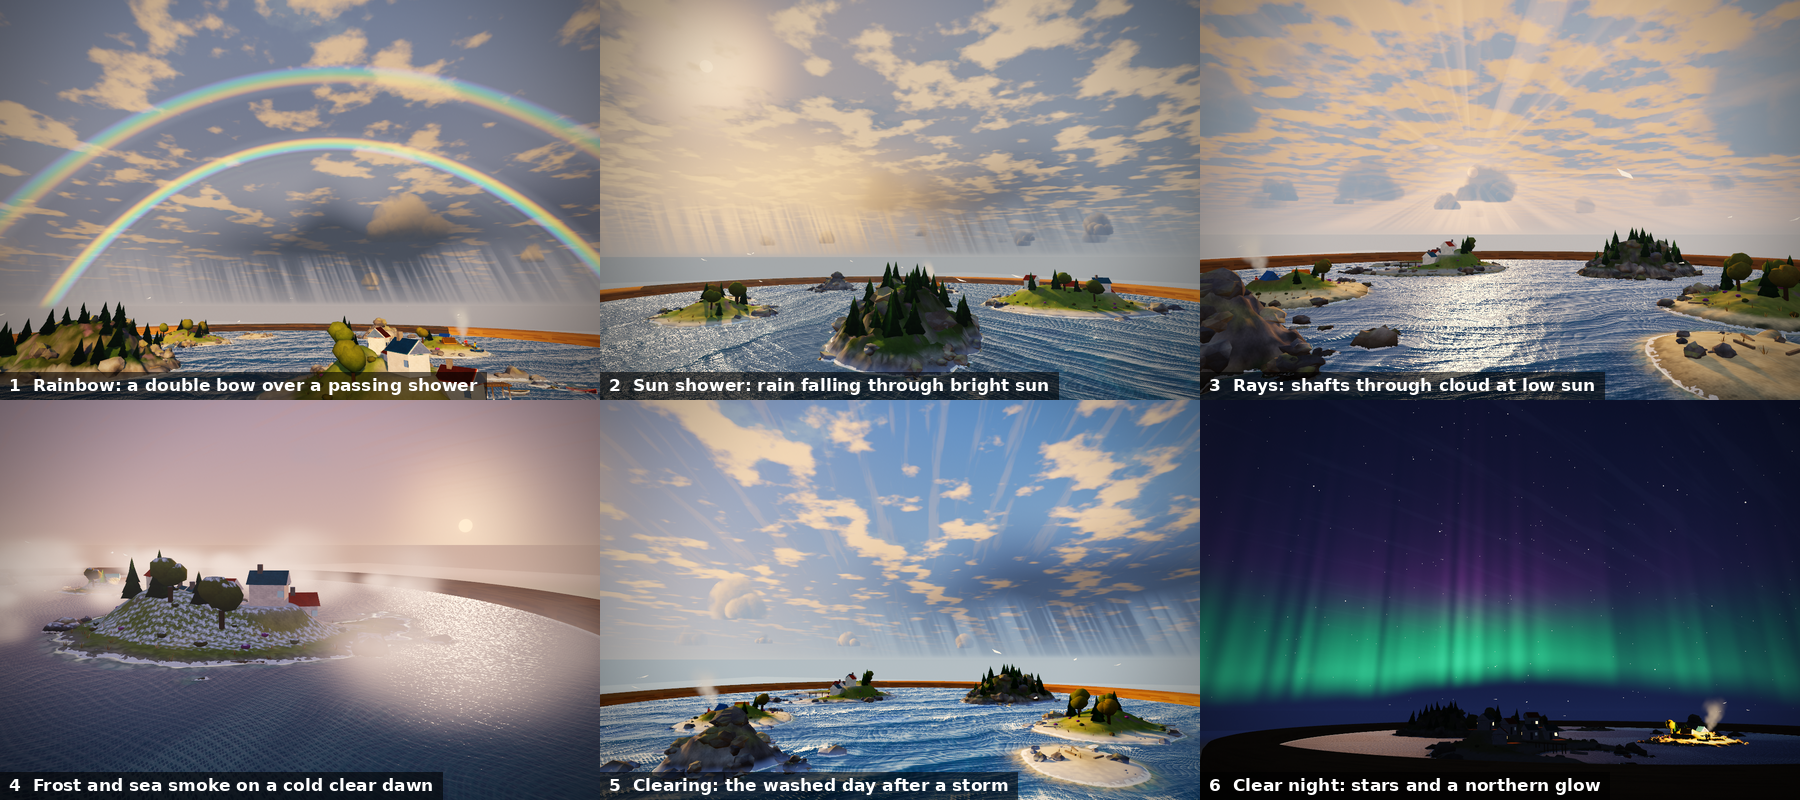 1 Rainbow: a double bow over a passing shower
2 Sun shower: rain falling through bright sun
3 Rays: shafts through cloud at low sun
4 Frost and sea smoke on a cold clear dawn
5 Clearing: the washed day after a storm
6 Clear night: stars and a northern glow